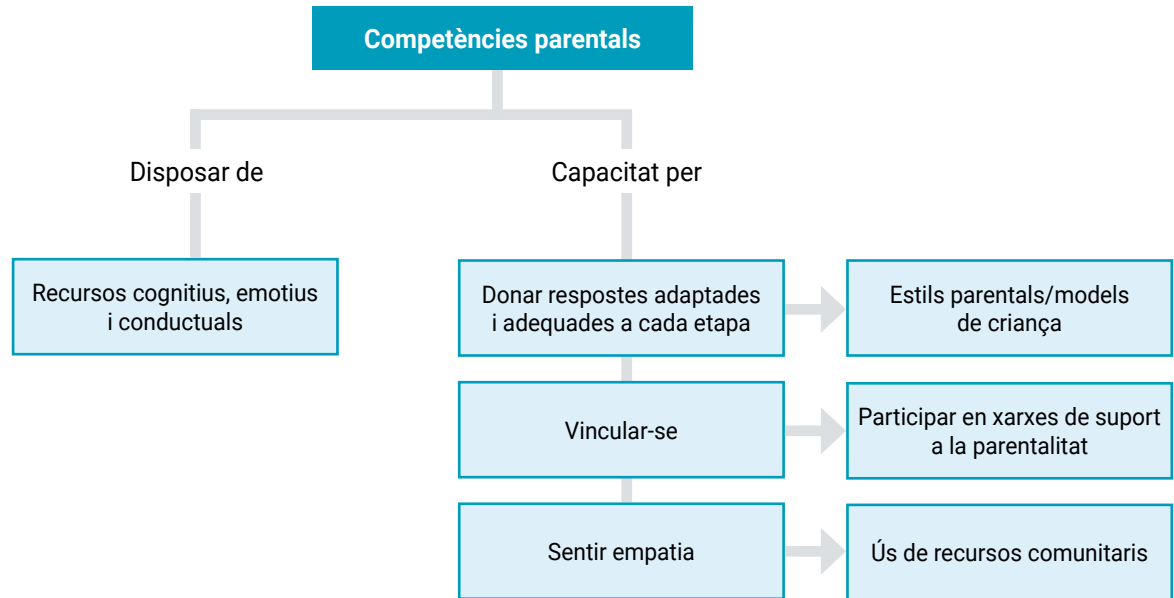 Competències parentals
Disposar de
Capacitat per
Recursos cognitius, emotius
i conductuals
Donar respostes adaptades
i adequades a cada etapa
Estils parentals/models
de criança
Vincular-se
Participar en xarxes de suport
a la parentalitat
Sentir empatia
Ús de recursos comunitaris